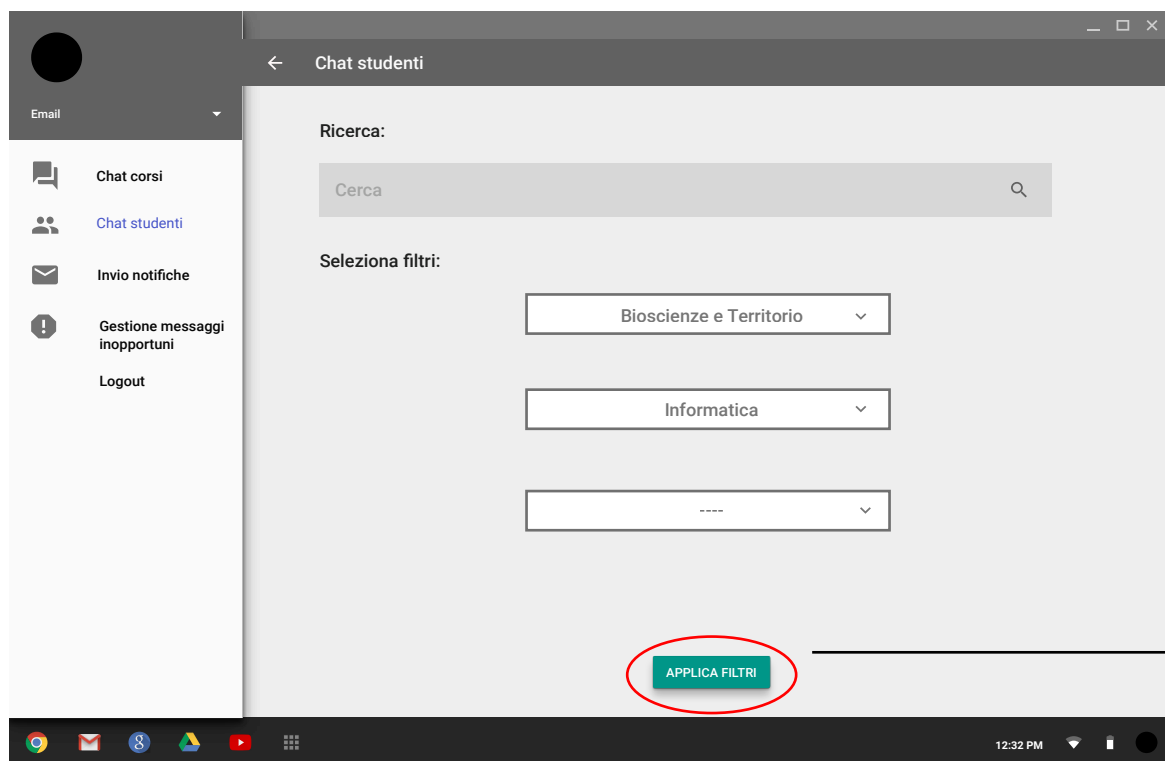 Chat studenti
Email
Ricerca:
Chat corsi
Cerca
Chat studenti
Seleziona filtri:
Invio notifiche
Bioscienze e Territorio
Gestione messaggi
inopportuni
Logout
Informatica
----
APPLICA FILTRI
8
12:32 PM